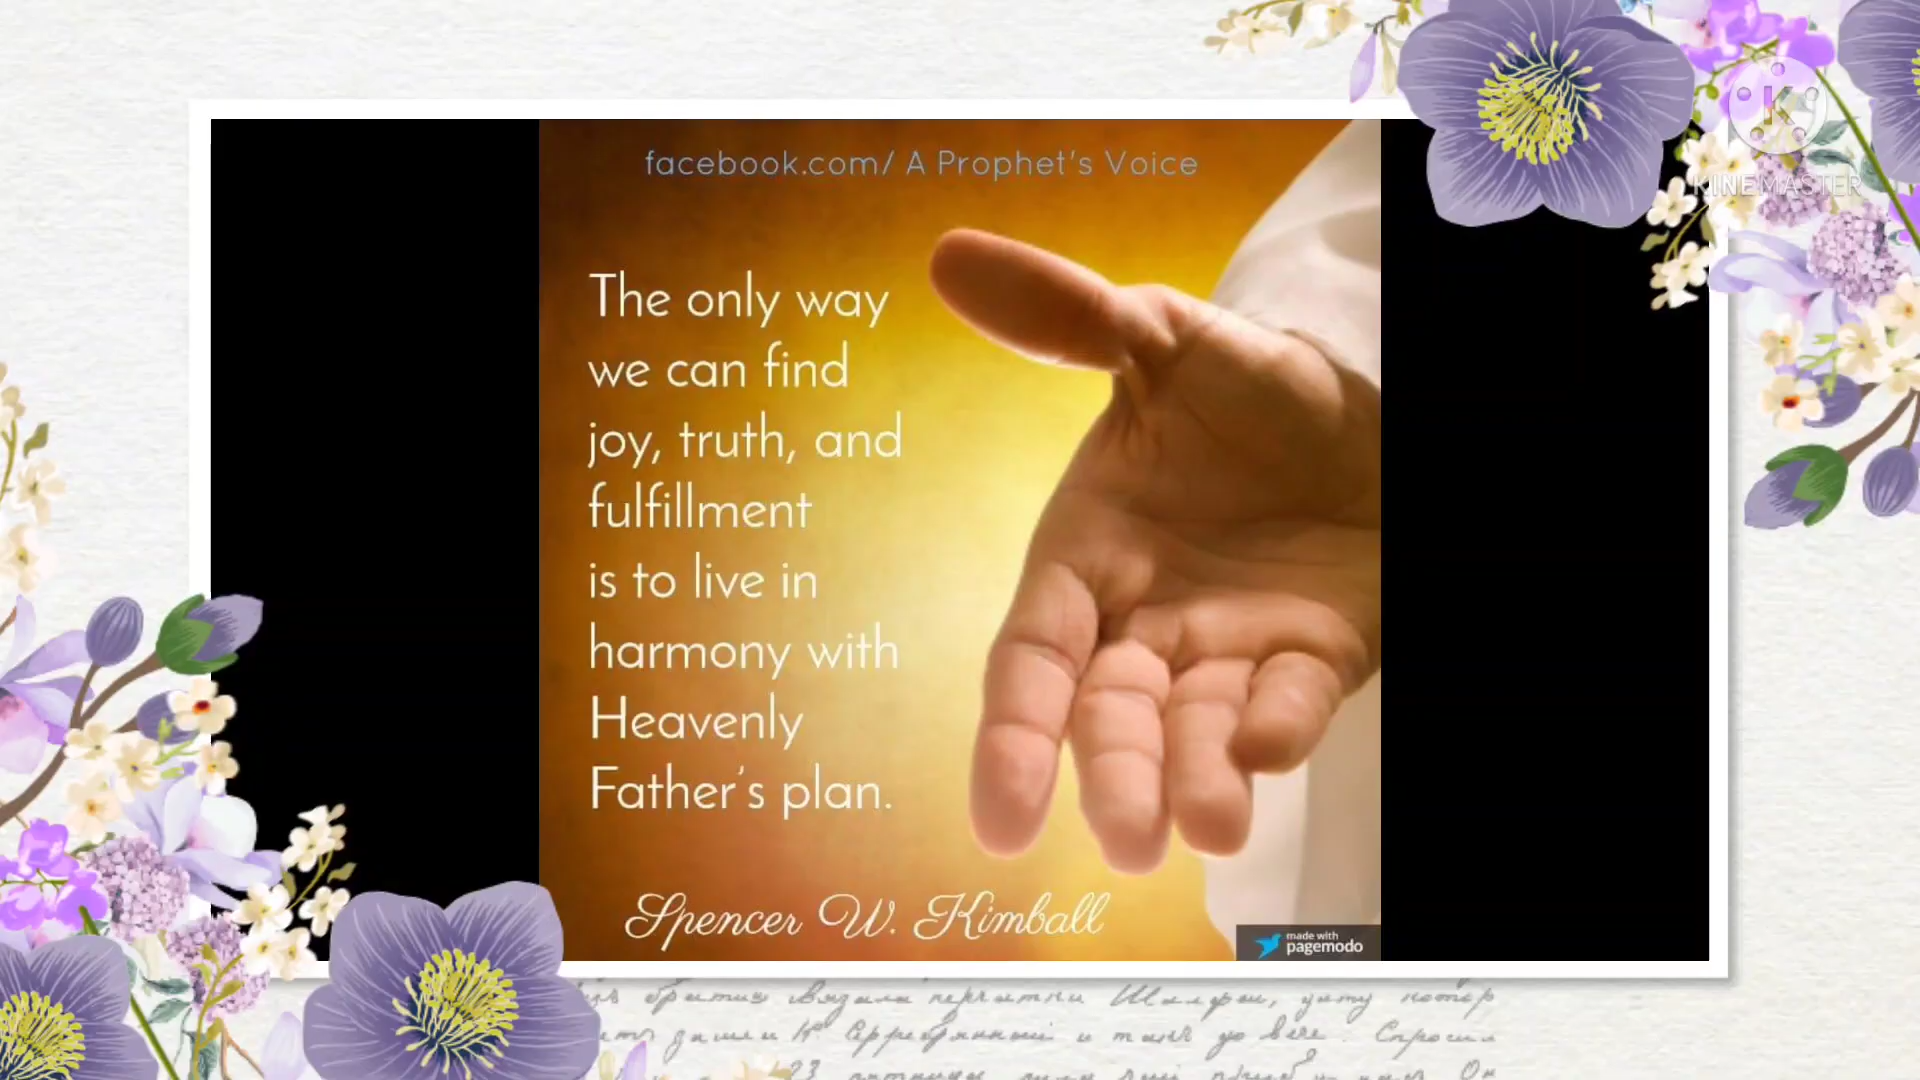 facebook.com/ A Prophet's Voice
K
KINEMASTER
The only way
we can find
joy, truth, and
fulfillment
is to live in
harmony with
Heavenly
Father's plan.
Spencer W. Kimball
made with
pagemodo